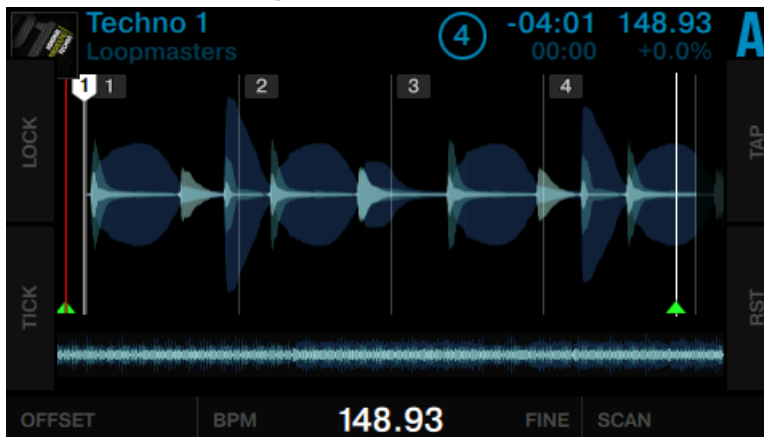 Techno 1
Loopmasters
4
-04:01
00:00
148.93
+0.0%
A
LOCK
TICK
1 1
2
3
4
TAP
RST
OFFSET
BPM
148.93
FINE
SCAN